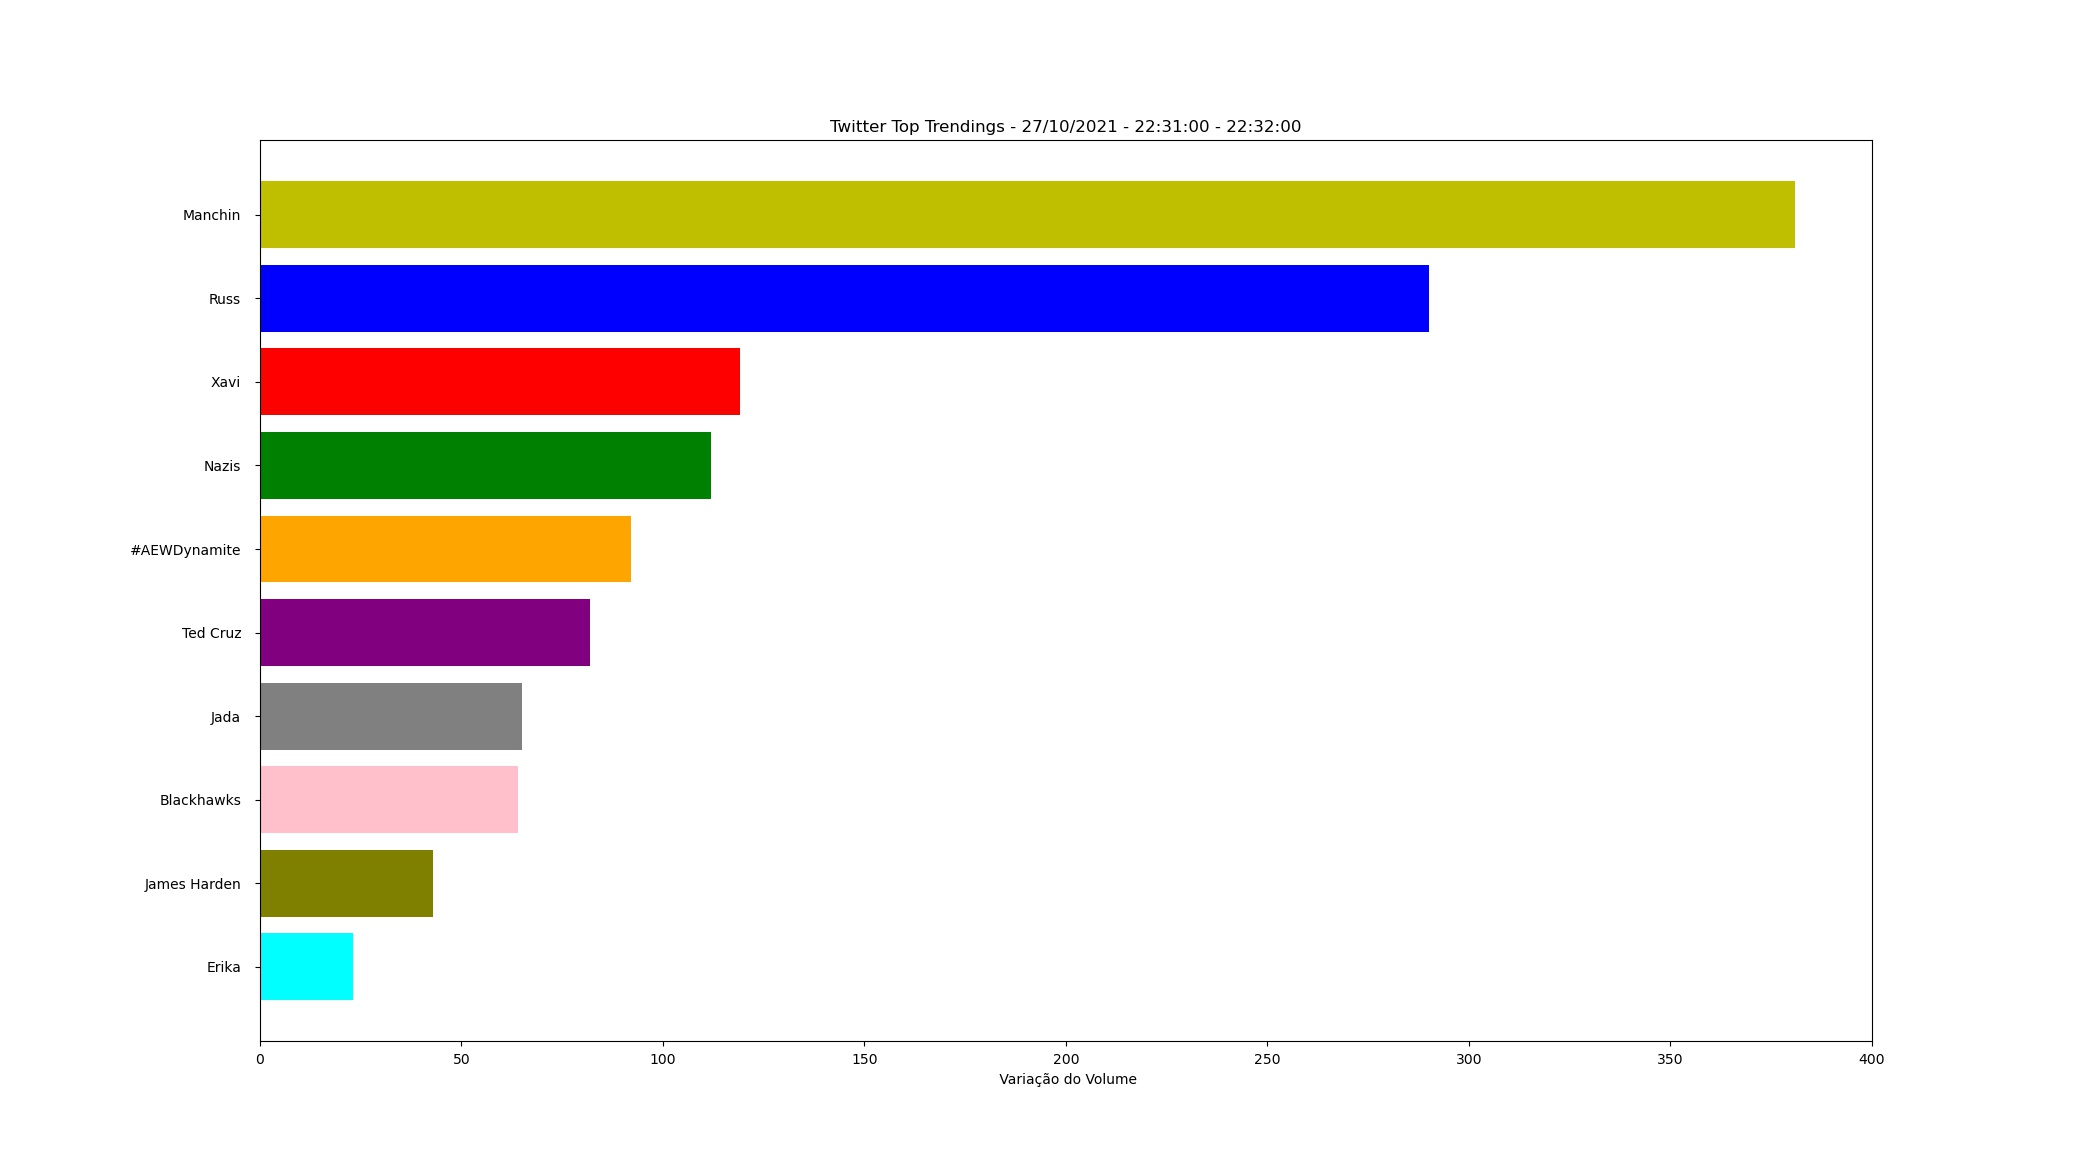 Twitter Top Trendings - 27/10/2021 - 22:31:00 - 22:32:00
Manchin
Russ
Xavi
Nazis
#AEWDynamite
Ted Cruz
Jada
Blackhawks
James Harden
Erika
0 50 100 150 200 250 300 350 400
Variação do Volume